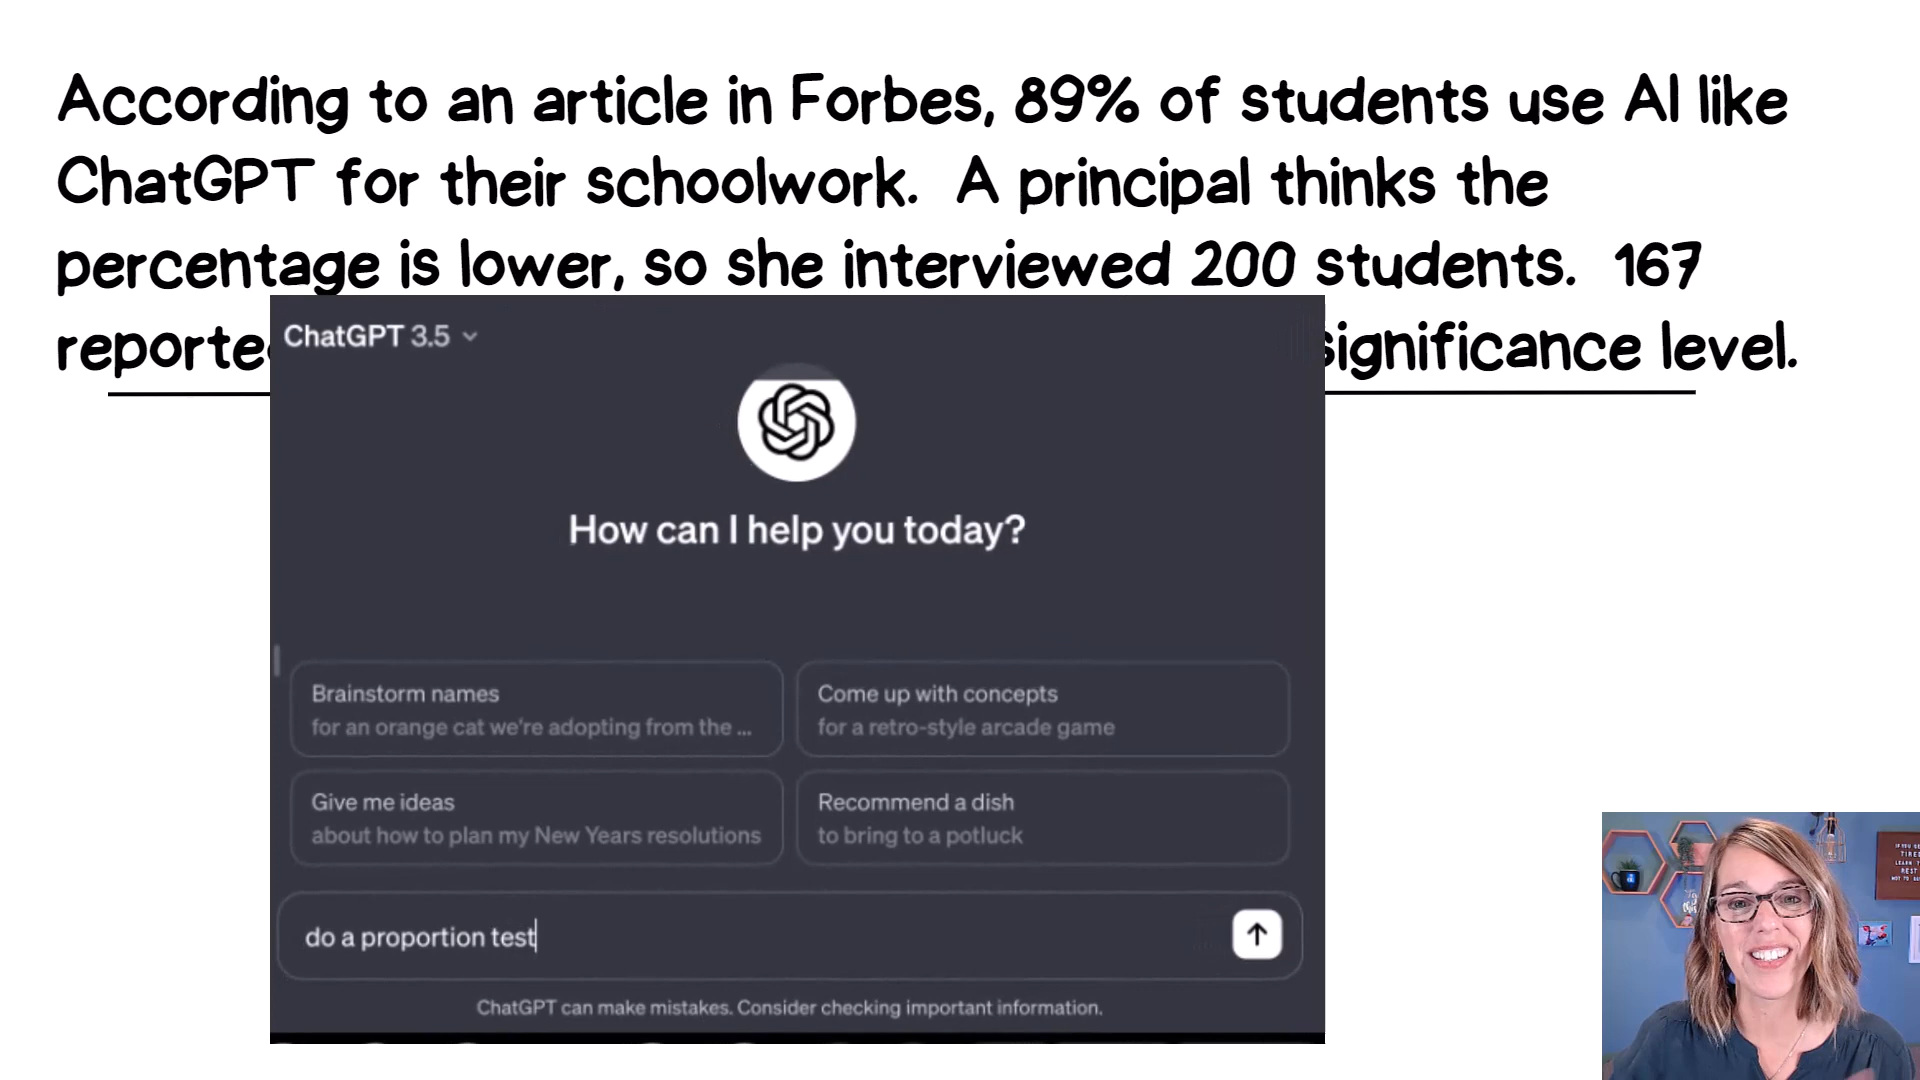 According to an article in Forbes, 89% of students use AI like
ChatGPT for their schoolwork. A principal thinks the
percentage is lower, so she interviewed 200 students. 167
significance level.
ChatGPT 3.5
How can I help you today?
Brainstorm names
for an orange cat we're adopting from the ...
Come up with concepts
for a retro-style arcade game
Give me ideas
about how to plan my New Years resolutions
Recommend a dish
to bring to a potluck
do a proportion test
ChatGPT can make mistakes. Consider checking important information.